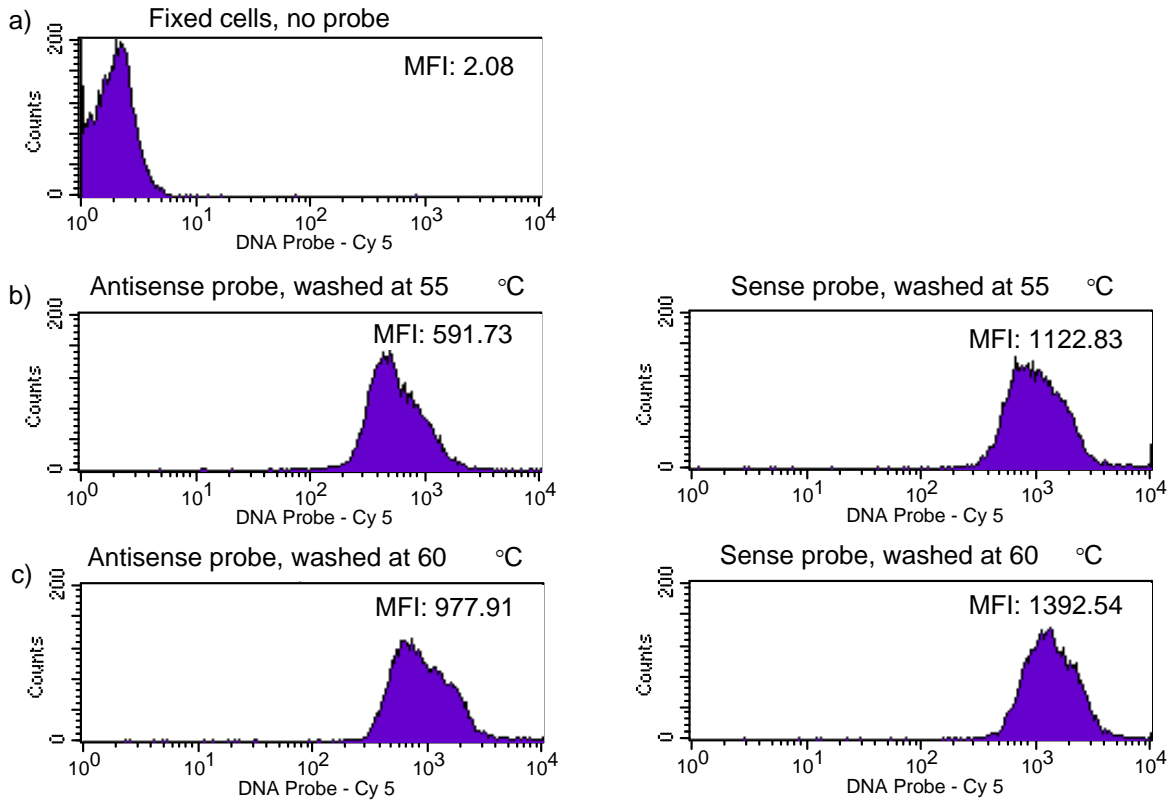 a)
Fixed cells, no probe
MFI: 2.08
Counts
200
0
10^0 10^1 10^2 10^3 10^4
DNA Probe - Cy 5
b)
Antisense probe, washed at 55 °C
MFI: 591.73
Counts
200
0
10^0 10^1 10^2 10^3 10^4
DNA Probe - Cy 5
Sense probe, washed at 55 °C
MFI: 1122.83
Counts
200
0
10^0 10^1 10^2 10^3 10^4
DNA Probe - Cy 5
c)
Antisense probe, washed at 60 °C
MFI: 977.91
Counts
200
0
10^0 10^1 10^2 10^3 10^4
DNA Probe - Cy 5
Sense probe, washed at 60 °C
MFI: 1392.54
Counts
200
0
10^0 10^1 10^2 10^3 10^4
DNA Probe - Cy 5